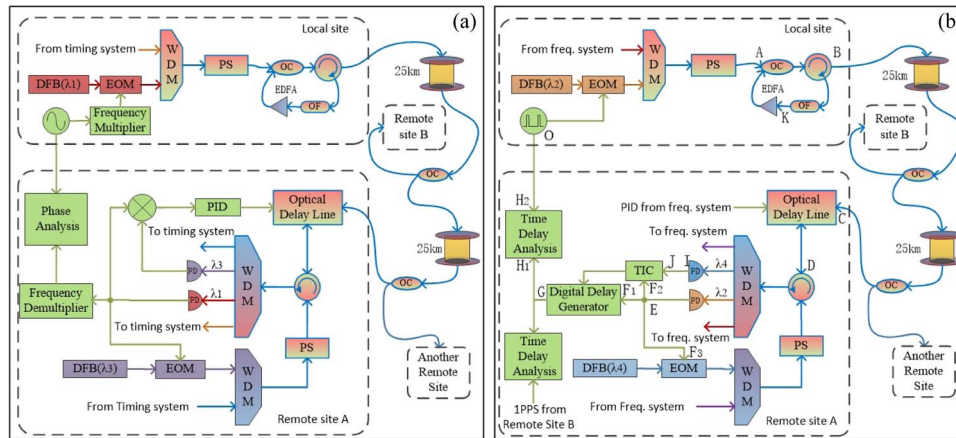 (a)
Local site
From timing system
W
D
M
PS
OC
DFB(λ1)
EOM
EDFA
OF
25km
Frequency
Multiplier
Remote
site B
OC
Phase
Analysis
PID
Optical
Delay Line
To timing system
25km
PD
λ3
W
D
M
Frequency
Demultiplier
PD
λ1
OC
To timing system
PS
DFB(λ3)
EOM
W
D
M
Another
Remote
Site
From Timing system
Remote site A
(b)
Local site
From freq. system
W
D
M
PS
A
OC
B
DFB(λ2)
EOM
EDFA
OF
K
25km
O
Remote
site B
OC
H2
Time
Delay
Analysis
PID from freq. system
Optical
Delay Line
C
To freq. system
25km
H1
TIC
J
I
PD
λ4
W
D
M
D
G
Digital Delay
Generator
F1
F2
PD
λ2
E
OC
To freq. system
Time
Delay
Analysis
PS
F3
DFB(λ4)
EOM
W
D
M
Another
Remote
Site
From Freq. system
1PPS from
Remote Site B
Remote site A